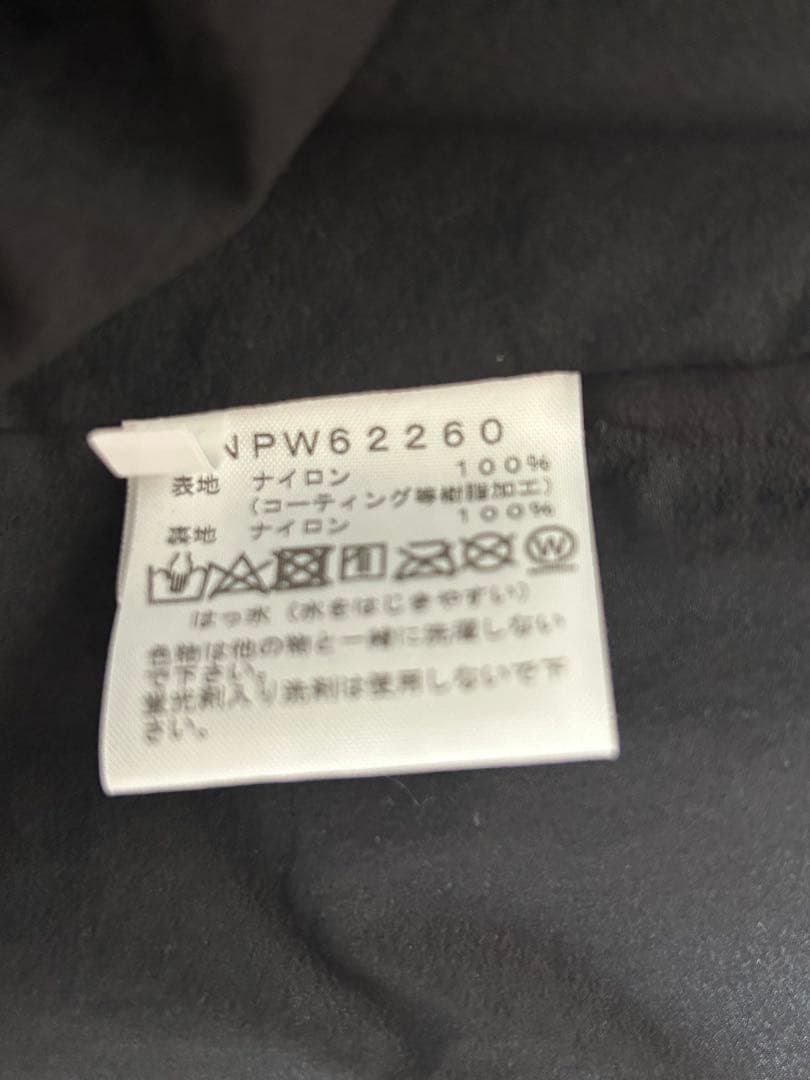 NPW62260
表地 ナイロン 100%
(コーティング等樹脂加工)
裏地 ナイロン 100%
W
はっ水(水をはじきやすい)
色物は他の物と一緒に洗濯しない
で下さい。
蛍光剤入り洗剤は使用しないで下
さい。